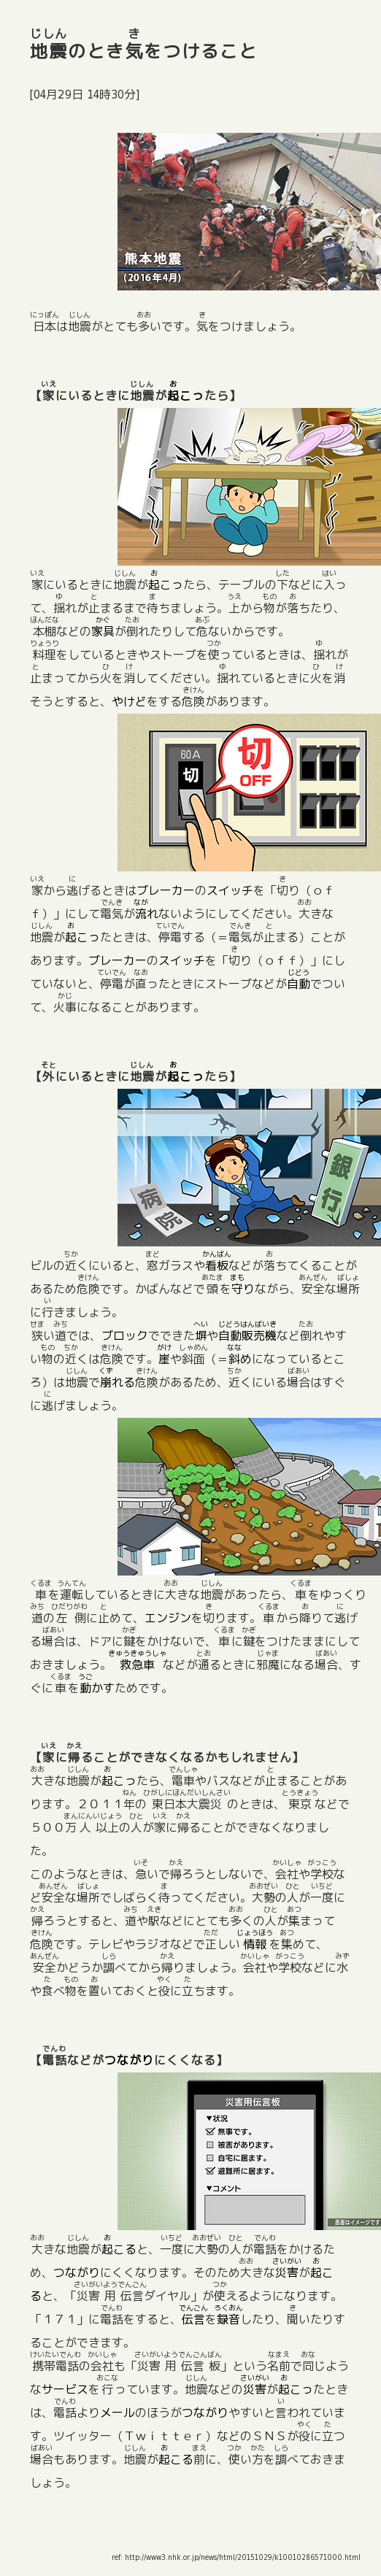 地震のとき気をつけること
[04月29日 14時30分]
熊本地震
(2016年4月)
日本は地震がとても多いです。気をつけましょう。
【家にいるときに地震が起こったら】
家にいるときに地震が起こったら、テーブルの下などに入っ
て、揺れが止まるまで待ちましょう。上から物が落ちたり、
本棚などの家具が倒れたりして危ないからです。
料理をしているときやストーブを使っているときは、揺れが
止まってから火を消してください。揺れているときに火を消
そうとすると、やけどをする危険があります。
60A
切
切
OFF
家から逃げるときはブレーカーのスイッチを「切り（ｏｆ
ｆ）」にして電気が流れないようにしてください。大きな
地震が起こったときは、停電する（＝電気が止まる）ことが
あります。ブレーカーのスイッチを「切り（ｏｆｆ）」にし
ていないと、停電が直ったときにストーブなどが自動でつい
て、火事になることがあります。
【外にいるときに地震が起こったら】
病院
銀行
ビルの近くにいると、窓ガラスや看板などが落ちてくることが
あるため危険です。かばんなどで頭を守りながら、安全な場所
に行きましょう。
狭い道では、ブロックでできた塀や自動販売機など倒れやす
い物の近くは危険です。崖や斜面（＝斜めになっているとこ
ろ）は地震で崩れる危険があるため、近くにいる場合はすぐ
に逃げましょう。
車を運転しているときに大きな地震があったら、車をゆっくり
道の左側に止めて、エンジンを切ります。車から降りて逃げ
る場合は、ドアに鍵をかけないで、車に鍵をつけたままにして
おきましょう。救急車などが通るときに邪魔になる場合、す
ぐに車を動かすためです。
【家に帰ることができなくなるかもしれません】
大きな地震が起こったら、電車やバスなどが止まることがあ
ります。２０１１年の東日本大震災のときは、東京などで
５００万人以上の人が家に帰ることができなくなりまし
た。
このようなときは、急いで帰ろうとしないで、会社や学校な
ど安全な場所でしばらく待ってください。大勢の人が一度に
帰ろうとすると、道や駅などにとても多くの人が集まって
危険です。テレビやラジオなどで正しい情報を集めて、
安全かどうか調べてから帰りましょう。会社や学校などに水
や食べ物を置いておくと役に立ちます。
【電話などがつながりにくくなる】
災害用伝言板
▼状況
無事です。
被害があります。
自宅に居ます。
避難所に居ます。
▼コメント
画面はイメージです
大きな地震が起こると、一度に大勢の人が電話をかけるた
め、つながりにくくなります。そのため大きな災害が起こ
ると、「災害用伝言ダイヤル」が使えるようになります。
「１７１」に電話をすると、伝言を録音したり、聞いたりす
ることができます。
携帯電話の会社も「災害用伝言板」という名前で同じよう
なサービスを行っています。地震などの災害が起こったとき
は、電話よりメールのほうがつながりやすいと言われていま
す。ツイッター（Ｔｗｉｔｔｅｒ）などのＳＮＳが役に立つ
場合もあります。地震が起こる前に、使い方を調べておきま
しょう。
ref: http://www3.nhk.or.jp/news/html/20151029/k10010286571000.html